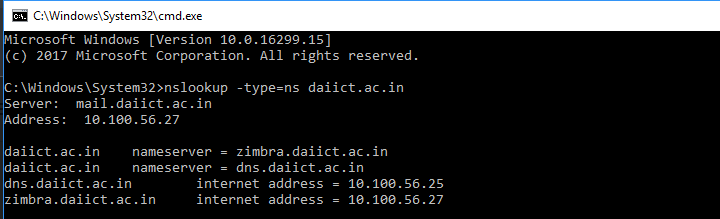 C:\Windows\System32\cmd.exe
Microsoft Windows [Version 10.0.16299.15]
(c) 2017 Microsoft Corporation. All rights reserved.
C:\Windows\System32>nslookup -type=ns daiict.ac.in
Server:  mail.daiict.ac.in
Address:  10.100.56.27
daiict.ac.in    nameserver = zimbra.daiict.ac.in
daiict.ac.in    nameserver = dns.daiict.ac.in
dns.daiict.ac.in        internet address = 10.100.56.25
zimbra.daiict.ac.in     internet address = 10.100.56.27